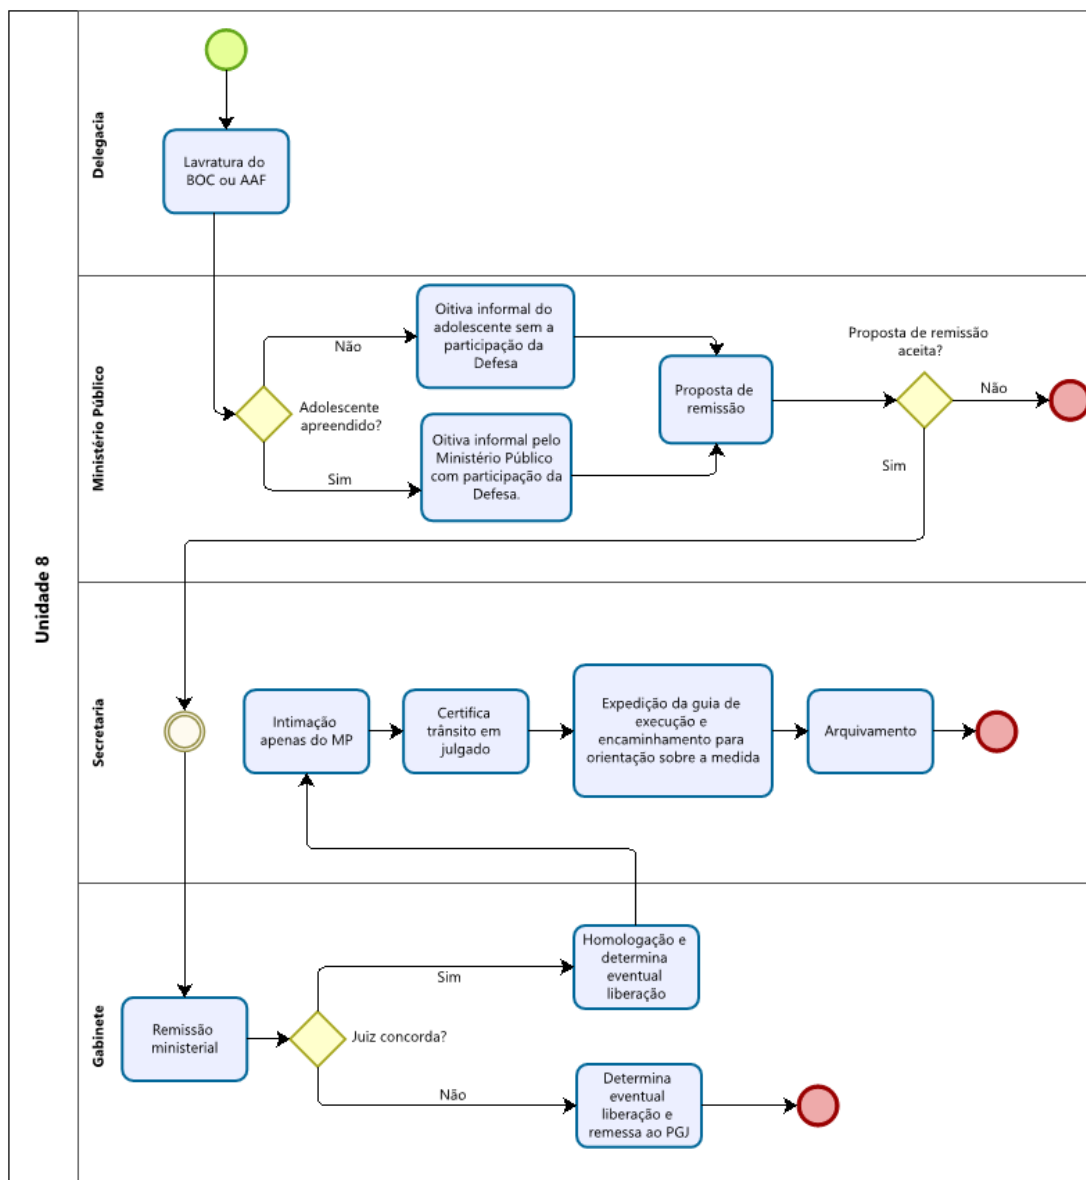 Unidade 8
Delegacia
Lavratura do
BOC ou AAF
Ministério Público
Adolescente
apreendido?
Não
Oitiva informal do
adolescente sem a
participação da
Defesa
Sim
Oitiva informal pelo
Ministério Público
com participação da
Defesa.
Proposta de
remissão
Proposta de remissão
aceita?
Não
Sim
Secretaria
Intimação
apenas do MP
Certifica
trânsito em
julgado
Expedição da guia de
execução e
encaminhamento para
orientação sobre a medida
Arquivamento
Gabinete
Remissão
ministerial
Juiz concorda?
Sim
Homologação e
determina
eventual
liberação
Não
Determina
eventual
liberação e
remessa ao PGJ